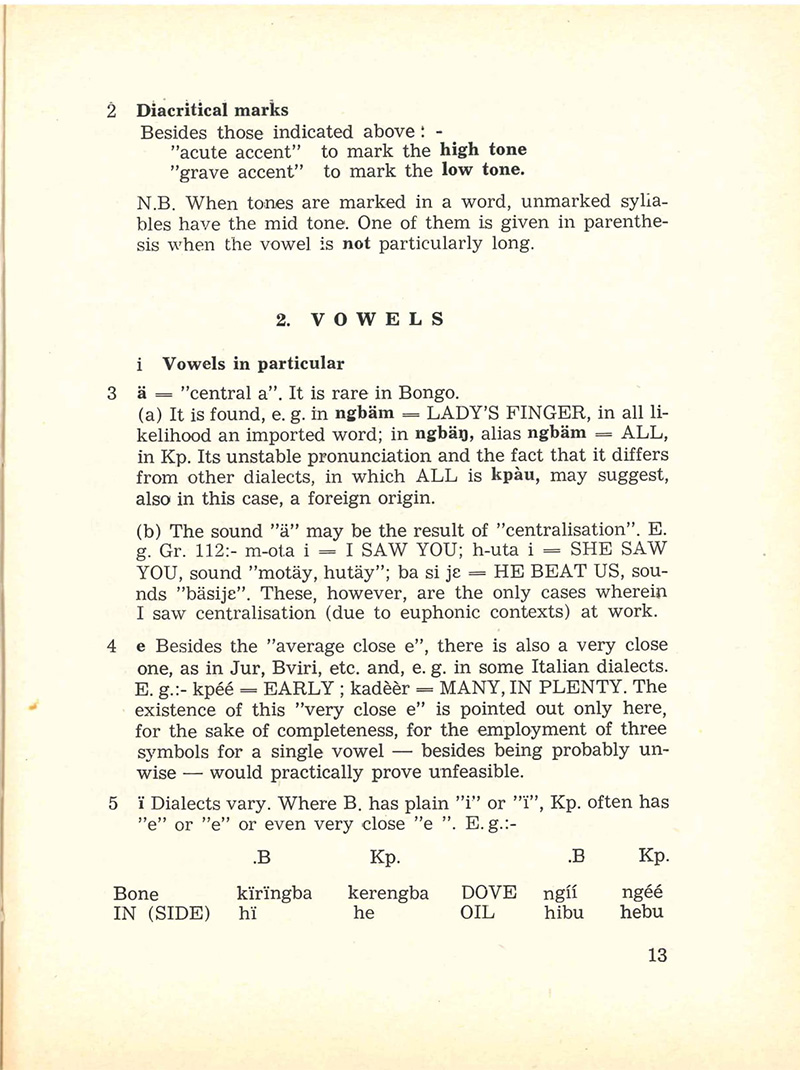 2 Diacritical marks
Besides those indicated above : -
”acute accent” to mark the high tone
”grave accent” to mark the low tone.
N.B. When tones are marked in a word, unmarked sylla-
bles have the mid tone. One of them is given in parenthe-
sis when the vowel is not particularly long.
2. VOWELS
i Vowels in particular
3 ä = ”central a”. It is rare in Bongo.
(a) It is found, e. g. in ngbäm = LADY'S FINGER, in all li-
kelihood an imported word; in ngbäŋ, alias ngbäm = ALL,
in Kp. Its unstable pronunciation and the fact that it differs
from other dialects, in which ALL is kpàu, may suggest,
also in this case, a foreign origin.
(b) The sound ”ä” may be the result of ”centralisation”. E.
g. Gr. 112:- m-ota i = I SAW YOU; h-uta i = SHE SAW
YOU, sound ”motäy, hutäy”; ba si jɛ = HE BEAT US, sou-
nds ”bäsijɛ”. These, however, are the only cases wherein
I saw centralisation (due to euphonic contexts) at work.
4 e Besides the ”average close e”, there is also a very close
one, as in Jur, Bviri, etc. and, e. g. in some Italian dialects.
E. g.:- kpéé = EARLY ; kadèèr = MANY, IN PLENTY. The
existence of this ”very close e” is pointed out only here,
for the sake of completeness, for the employment of three
symbols for a single vowel — besides being probably un-
wise — would practically prove unfeasible.
5 ï Dialects vary. Where B. has plain ”i” or ”ï”, Kp. often has
”e” or ”e” or even very close ”e ”. E. g.:-
.B Kp. .B Kp.
Bone kïrïngba kerengba DOVE ngíí ngéé
IN (SIDE) hï he OIL hibu hebu
13